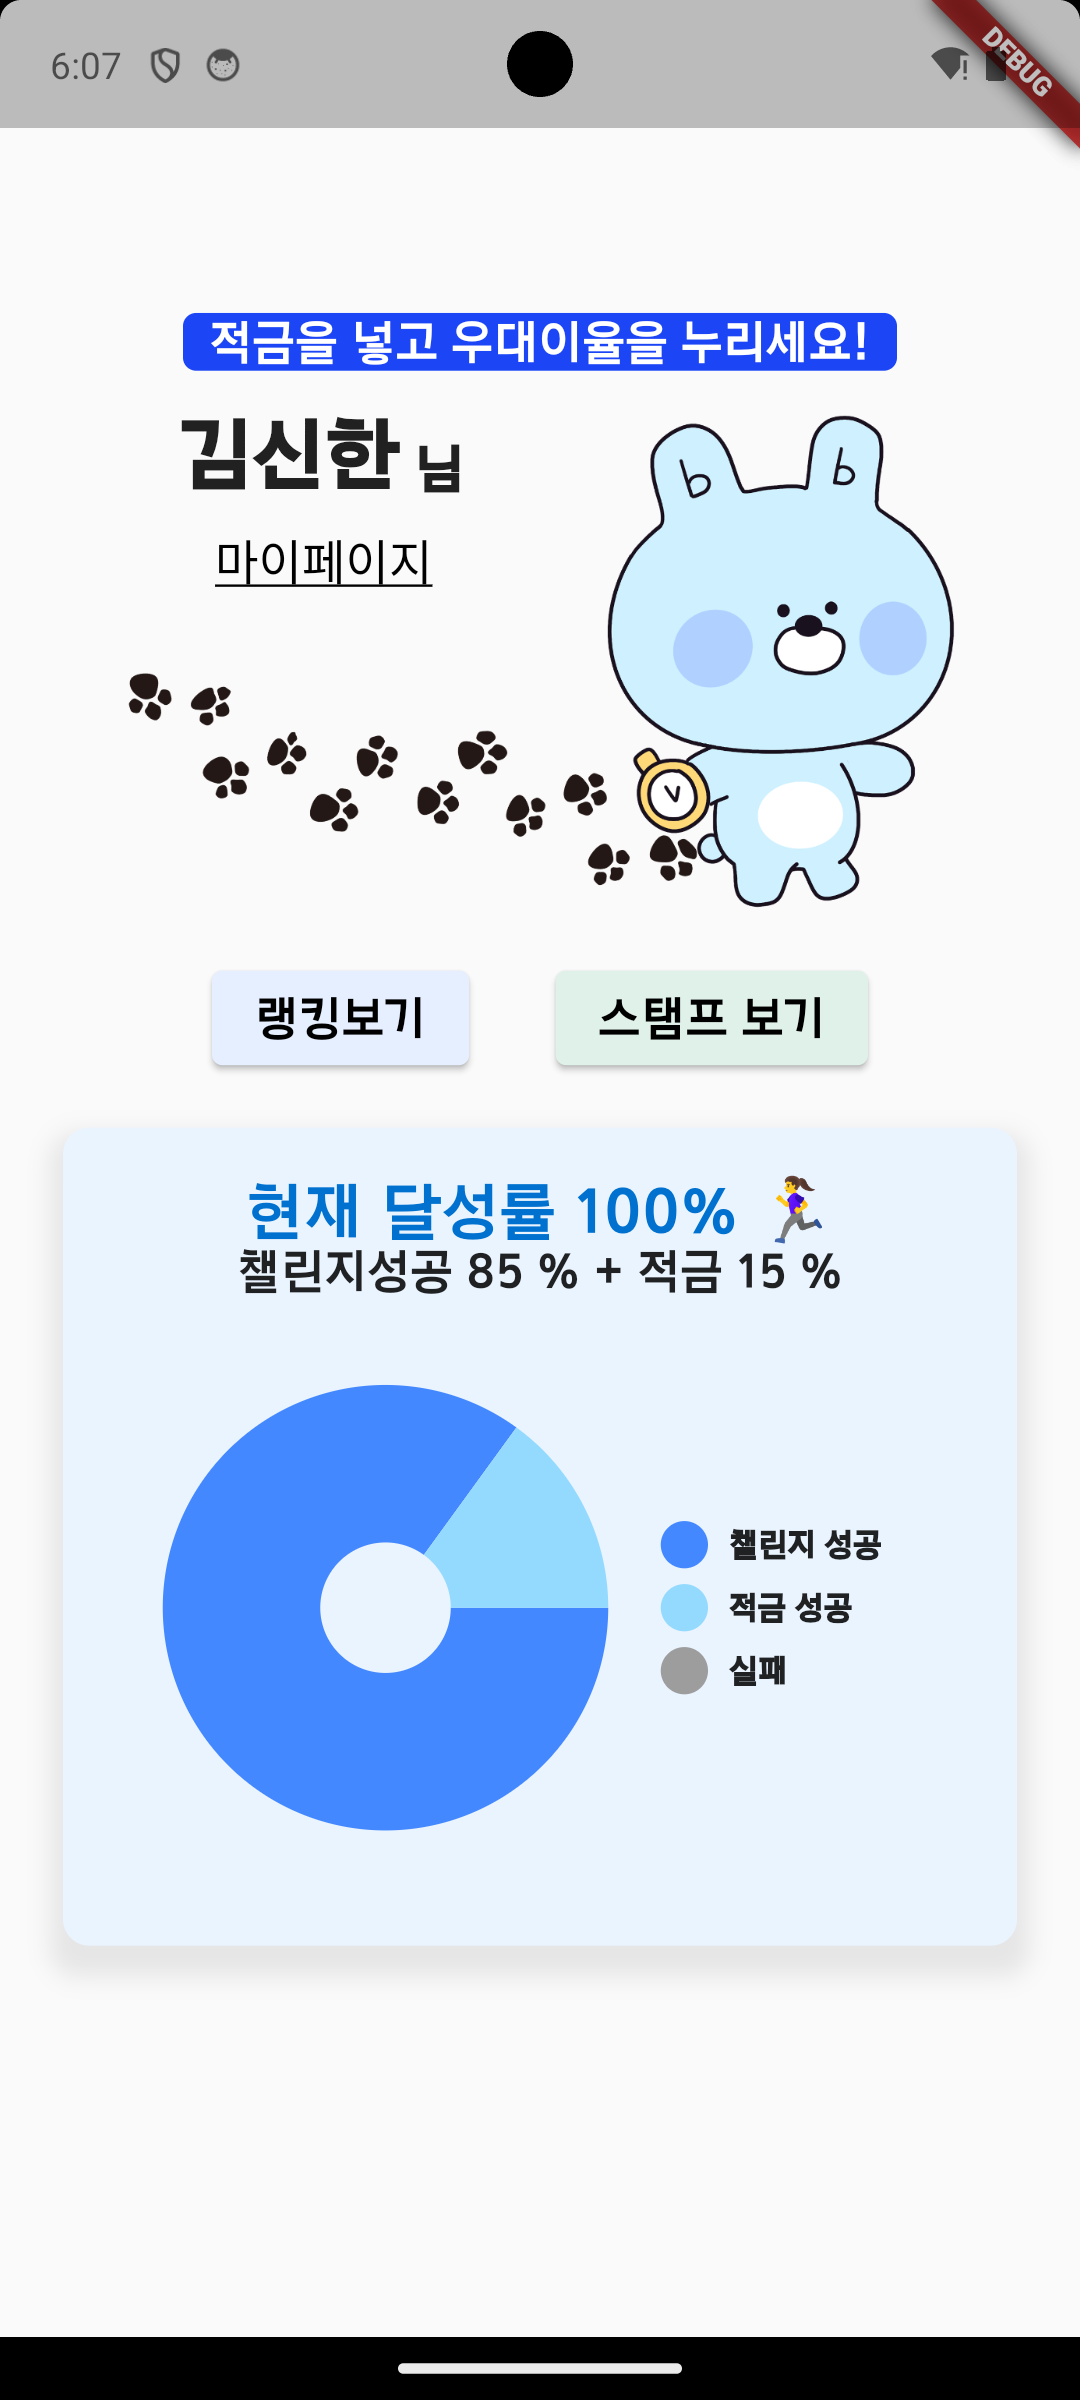 6:07
DEBUG
적금을 넣고 우대이율을 누리세요!
김신한 님
마이페이지
b b
랭킹보기 스탬프 보기
현재 달성률 100%
챌린지성공 85 % + 적금 15 %
챌린지 성공
적금 성공
실패